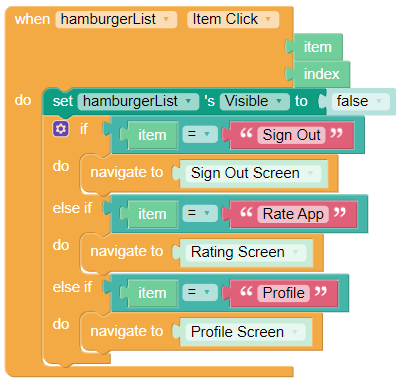 when hamburgerList Item Click
item
index
do set hamburgerList 's Visible to false
if item = “ Sign Out ”
do navigate to Sign Out Screen
else if item = “ Rate App ”
do navigate to Rating Screen
else if item = “ Profile ”
do navigate to Profile Screen